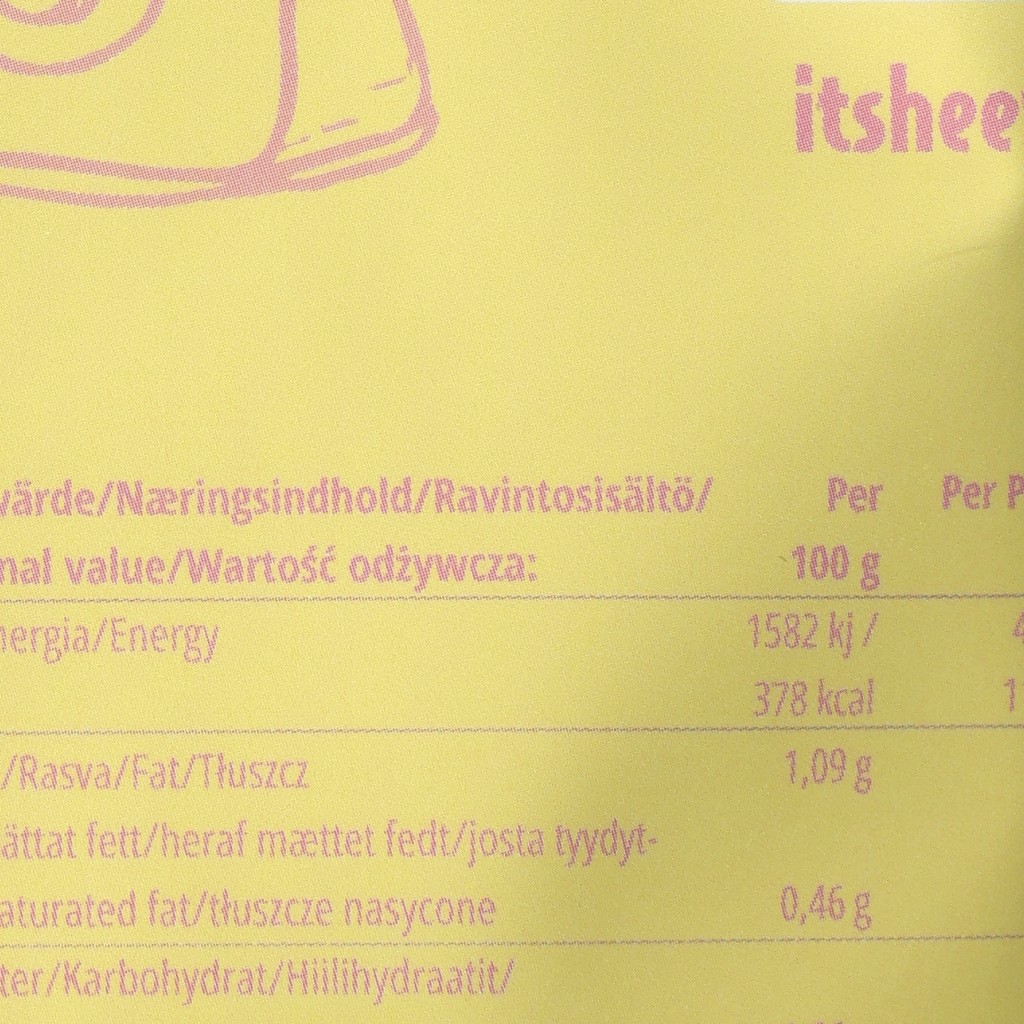 itshee
värde/Næringsindhold/Ravintosisältö/ Per Per P
nal value/Wartość odżywcza: 100 g
nergia/Energy 1582 kj / 4
378 kcal 1
/Rasva/Fat/Tłuszcz 1,09 g
ättat fett/heraf mættet fedt/josta tyydyt-
aturated fat/tłuszcze nasycone 0,46 g
ter/Karbohydrat/Hiilihydraatit/